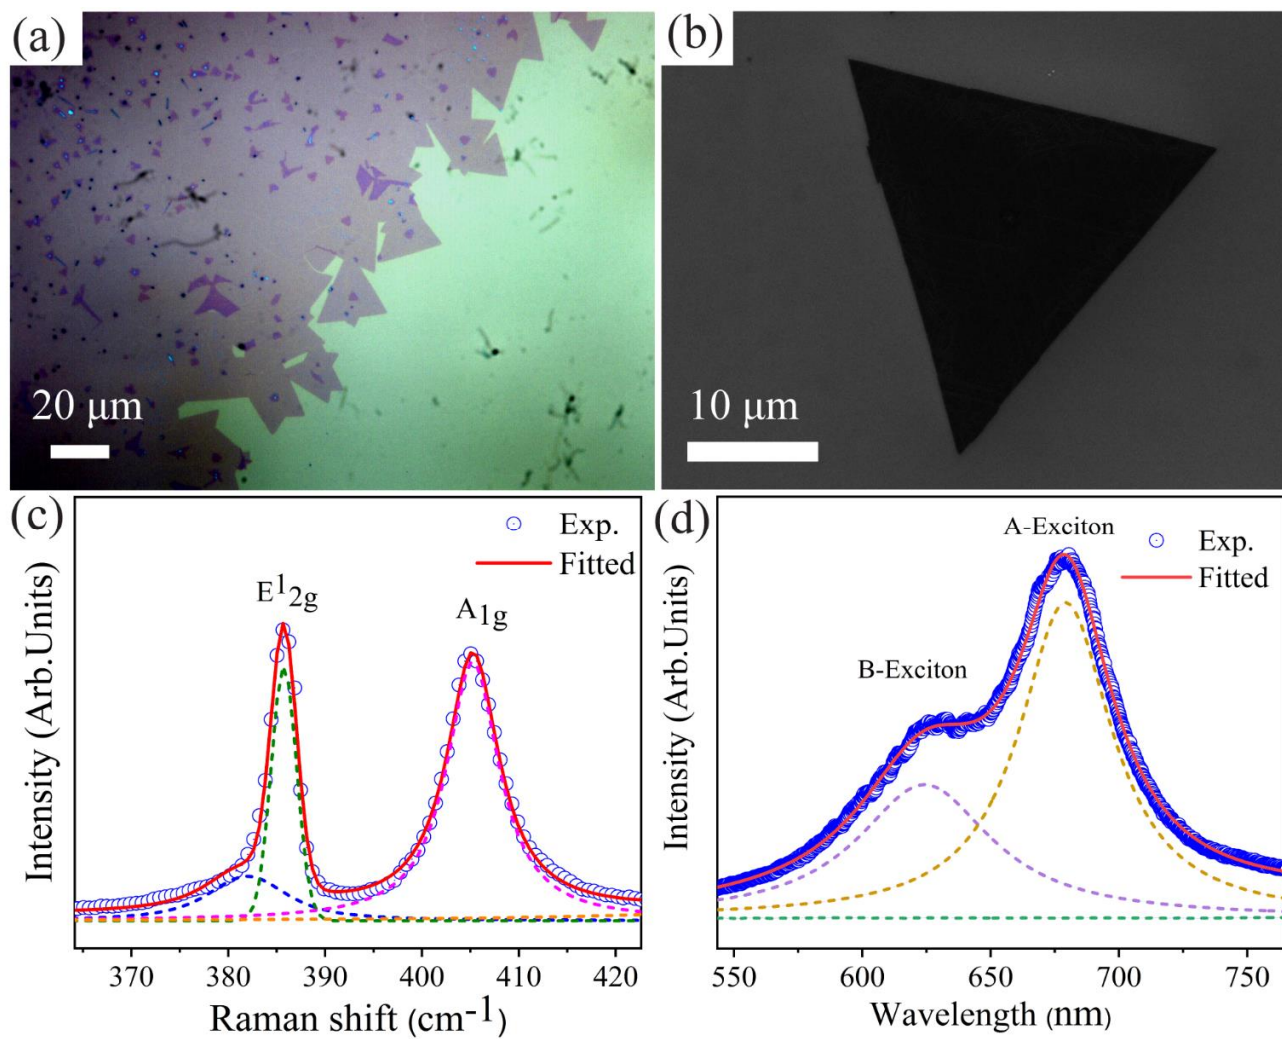 (a)
20 μm
(b)
10 μm
(c)
Exp.
Fitted
E¹2g
A1g
Intensity (Arb.Units)
370 380 390 400 410 420
Raman shift (cm-1)
(d)
A-Exciton
Exp.
Fitted
B-Exciton
Intensity (Arb.Units)
550 600 650 700 750
Wavelength (nm)